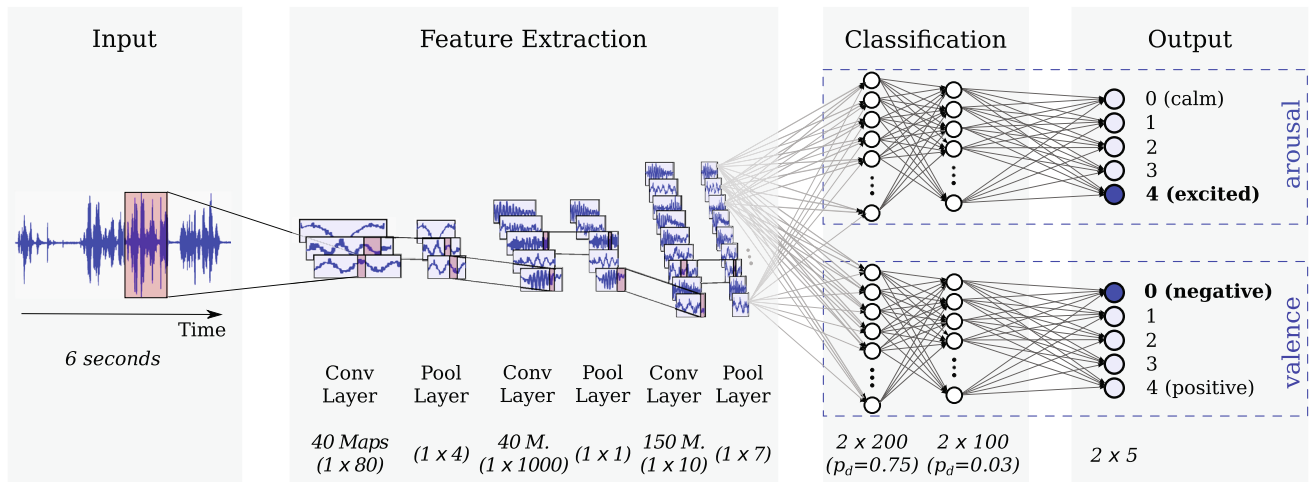 Input
Feature Extraction
Classification
Output
Time
6 seconds
Conv
Layer
Pool
Layer
Conv
Layer
Pool
Layer
Conv
Layer
Pool
Layer
40 Maps
(1 x 80)
(1 x 4)
40 M.
(1 x 1000)
(1 x 1)
150 M.
(1 x 10)
(1 x 7)
2 x 200
(pd=0.75)
2 x 100
(pd=0.03)
2 x 5
0 (calm)
1
2
3
4 (excited)
arousal
0 (negative)
1
2
3
4 (positive)
valence